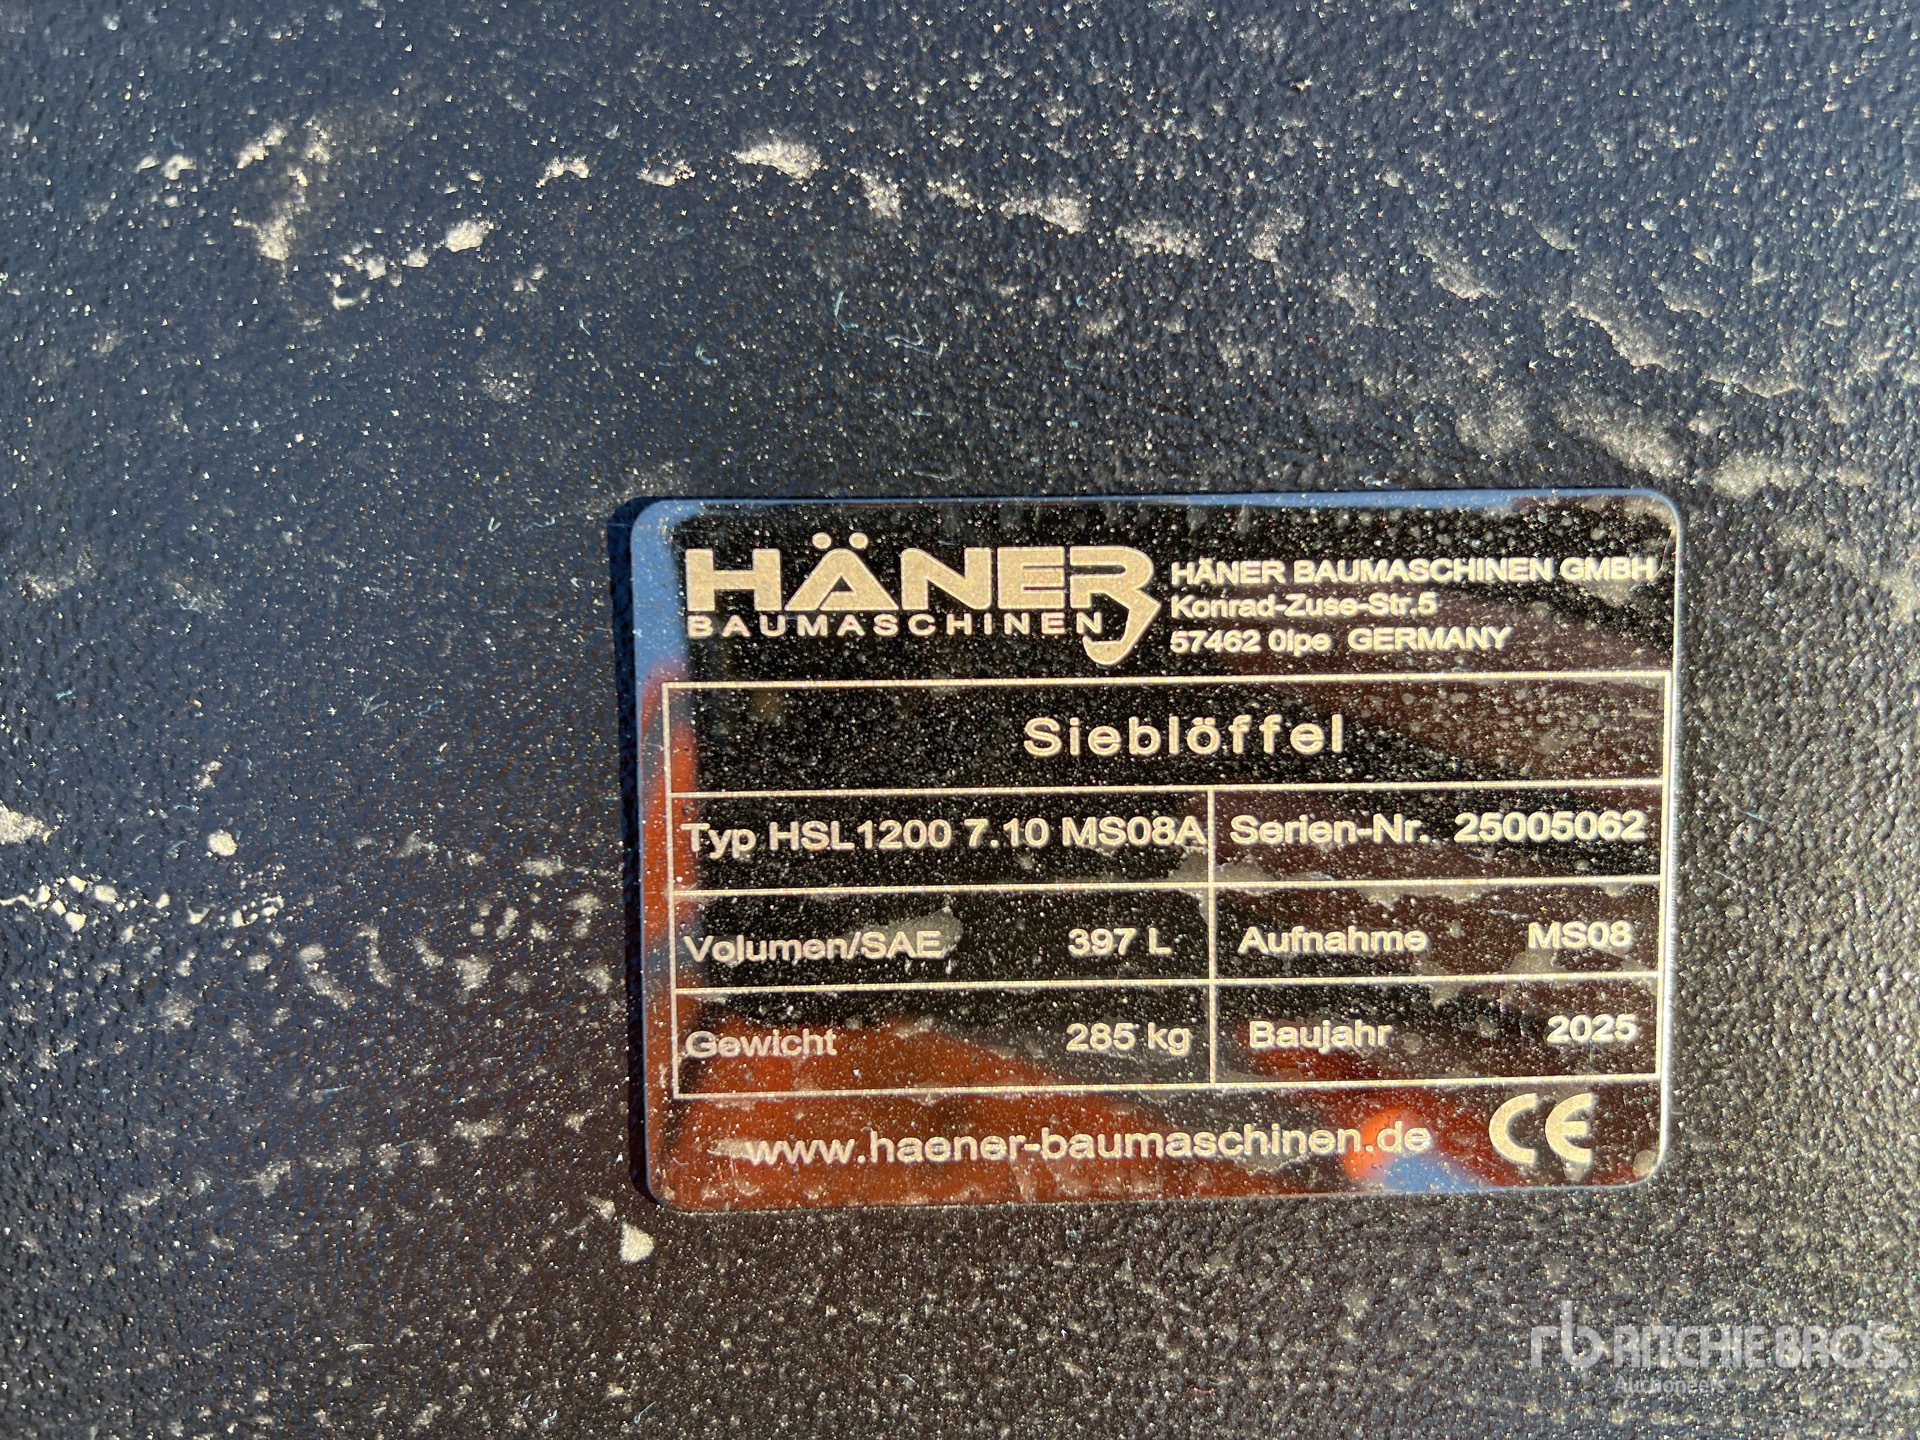 HÄNER
BAUMASCHINEN
HÄNER BAUMASCHINEN GMBH
Konrad-Zuse-Str.5
57462 Olpe GERMANY
Sieblöffel
Typ HSL1200 7.10 MS08A
Serien-Nr. 25005062
Volumen/SAE 397 L
Aufnahme MS08
Gewicht 285 kg
Baujahr 2025
www.haener-baumaschinen.de
CE
rb RITCHIE BROS.
Auctioneers